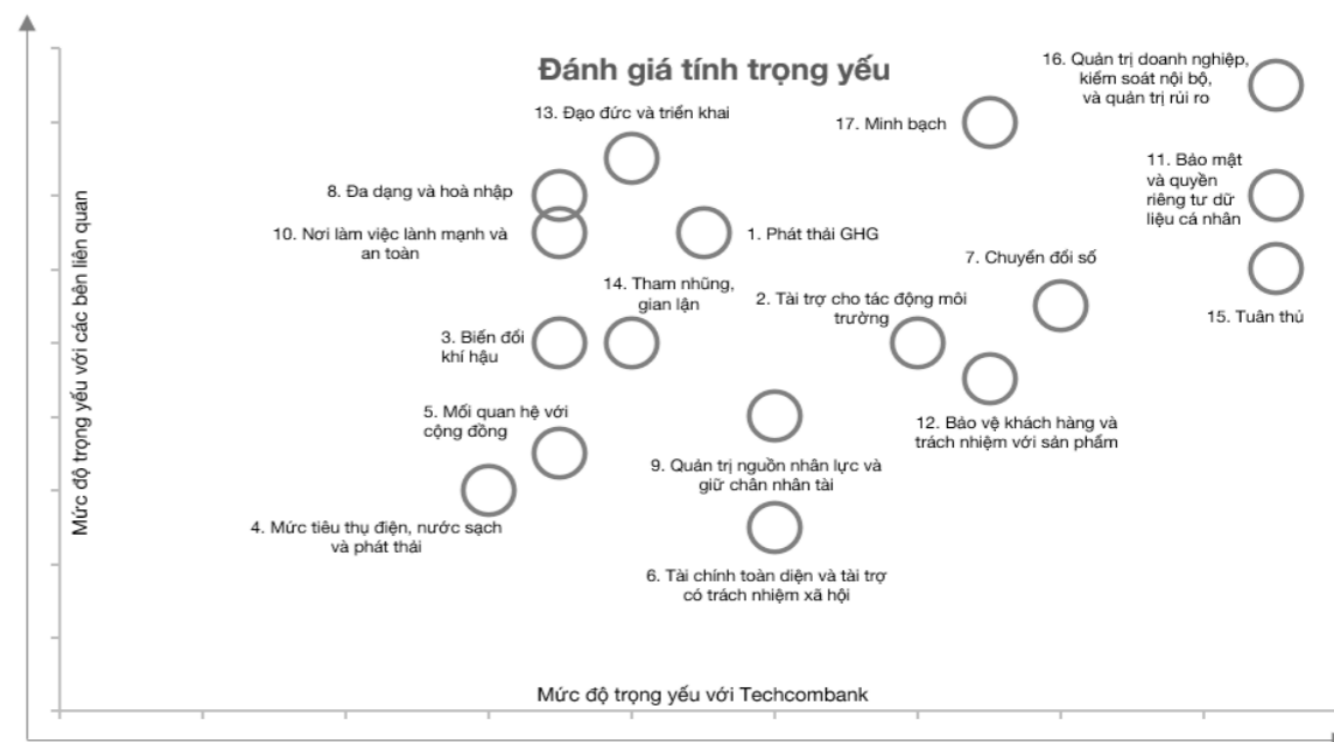 Đánh giá tính trọng yếu
16. Quản trị doanh nghiệp,
kiểm soát nội bộ,
và quản trị rủi ro
13. Đạo đức và triển khai
17. Minh bạch
11. Bảo mật
và quyền
riêng tư dữ
liệu cá nhân
8. Đa dạng và hoà nhập
10. Nơi làm việc lành mạnh và
an toàn
1. Phát thải GHG
7. Chuyển đổi số
14. Tham nhũng,
gian lận
2. Tài trợ cho tác động môi
trường
15. Tuân thủ
3. Biến đổi
khí hậu
5. Mối quan hệ với
cộng đồng
12. Bảo vệ khách hàng và
trách nhiệm với sản phẩm
9. Quản trị nguồn nhân lực và
giữ chân nhân tài
4. Mức tiêu thụ điện, nước sạch
và phát thải
6. Tài chính toàn diện và tài trợ
có trách nhiệm xã hội
Mức độ trọng yếu với các bên liên quan
Mức độ trọng yếu với Techcombank